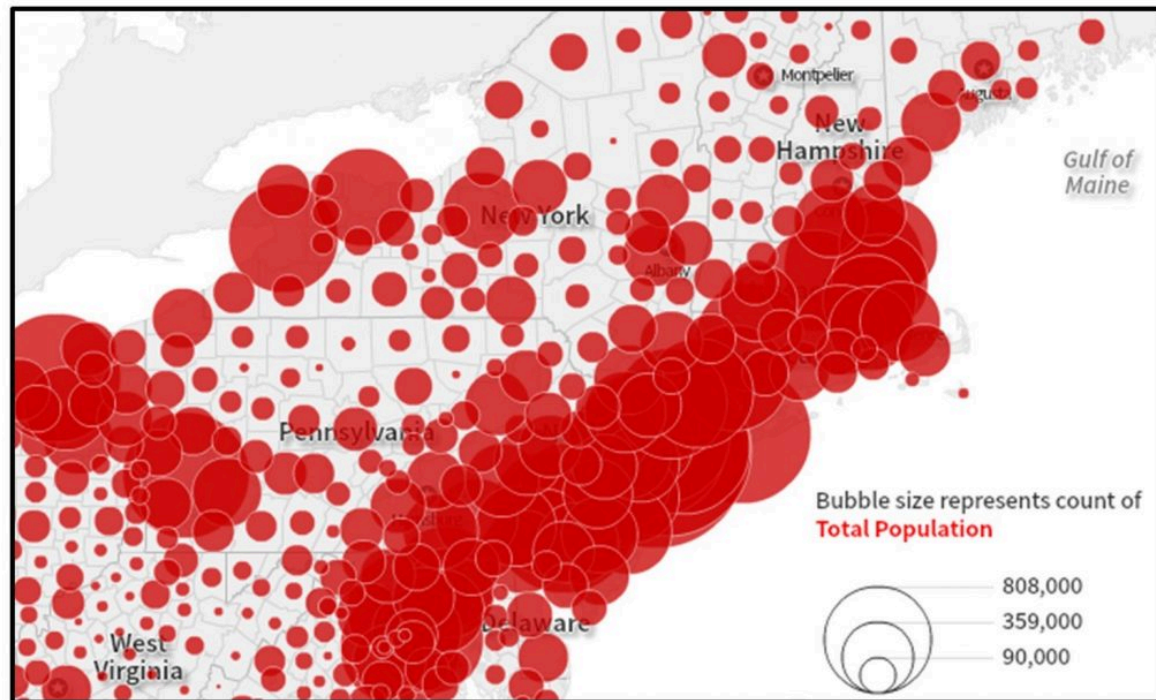 Montpelier
Augusta
New
Hampshire
Gulf of
Maine
New York
Albany
Pennsylvania
Harrisburg
Delaware
West
Virginia
Bubble size represents count of
Total Population
808,000
359,000
90,000